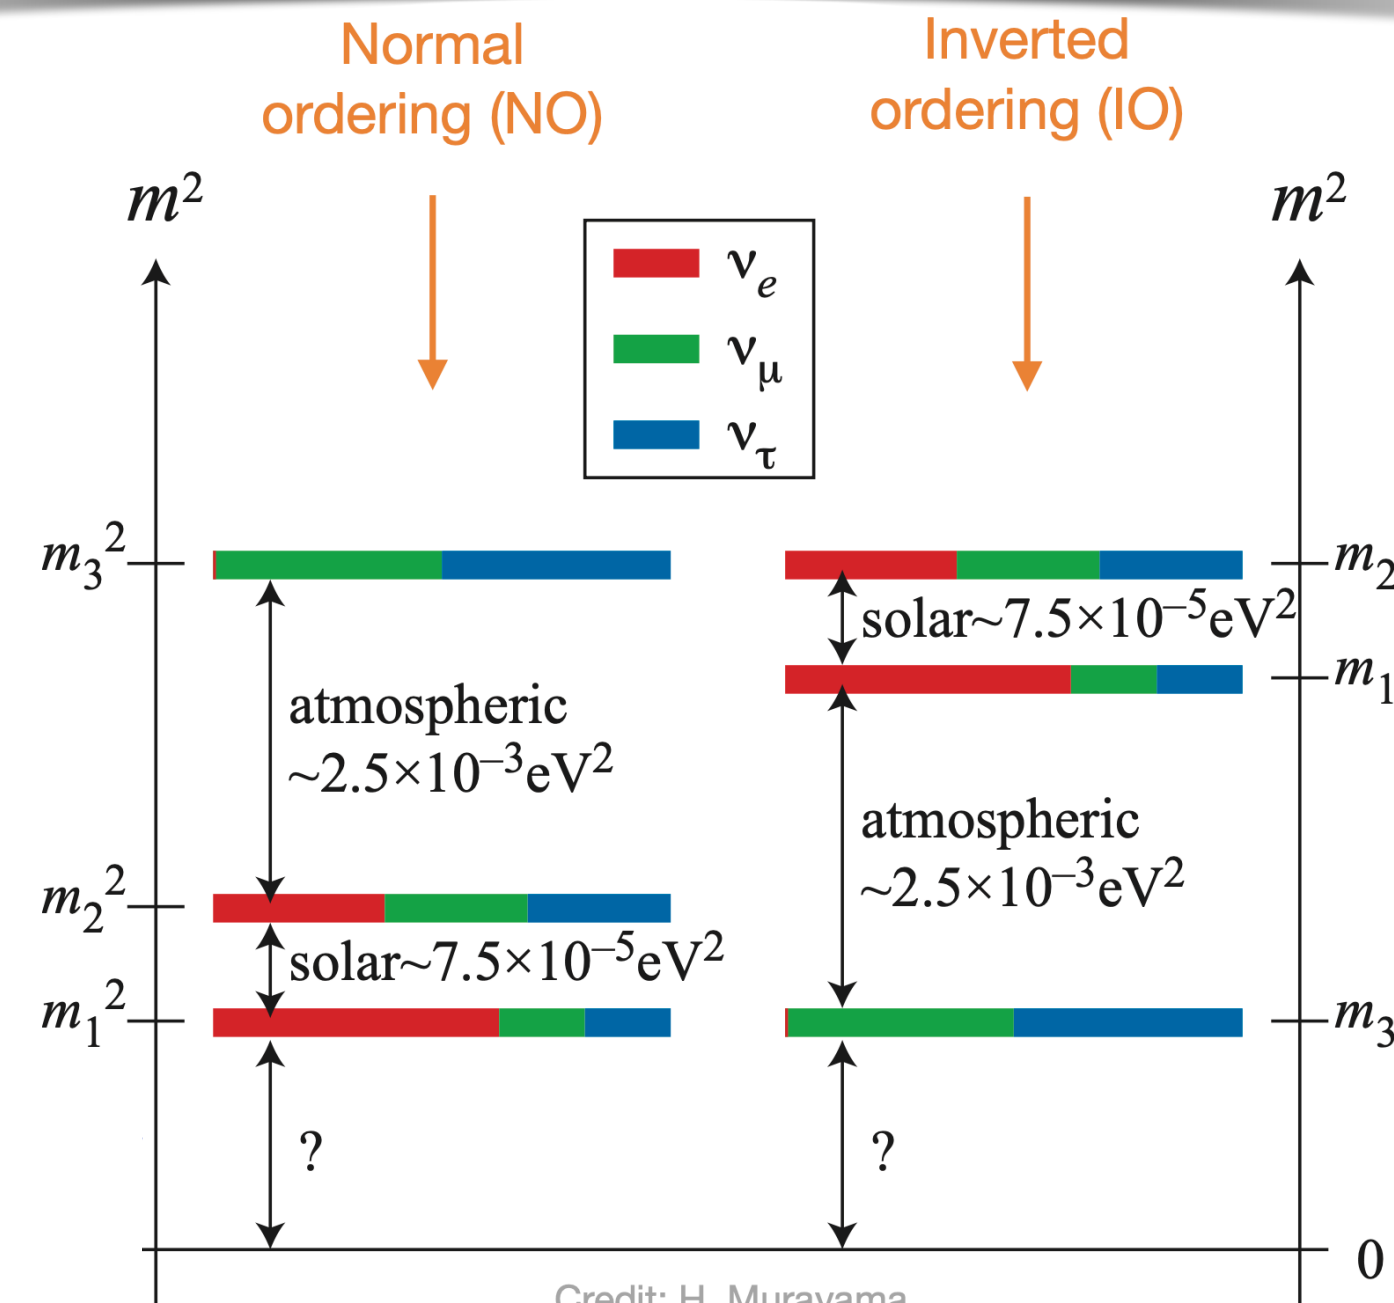 Normal
ordering (NO)
Inverted
ordering (IO)
m²
m²
νₑ
ν_μ
ν_τ
m₃²
m₂
solar~7.5×10⁻⁵eV²
m₁
atmospheric
~2.5×10⁻³eV²
atmospheric
~2.5×10⁻³eV²
m₂²
solar~7.5×10⁻⁵eV²
m₁²
m₃
?
?
0
Credit: H. Murayama